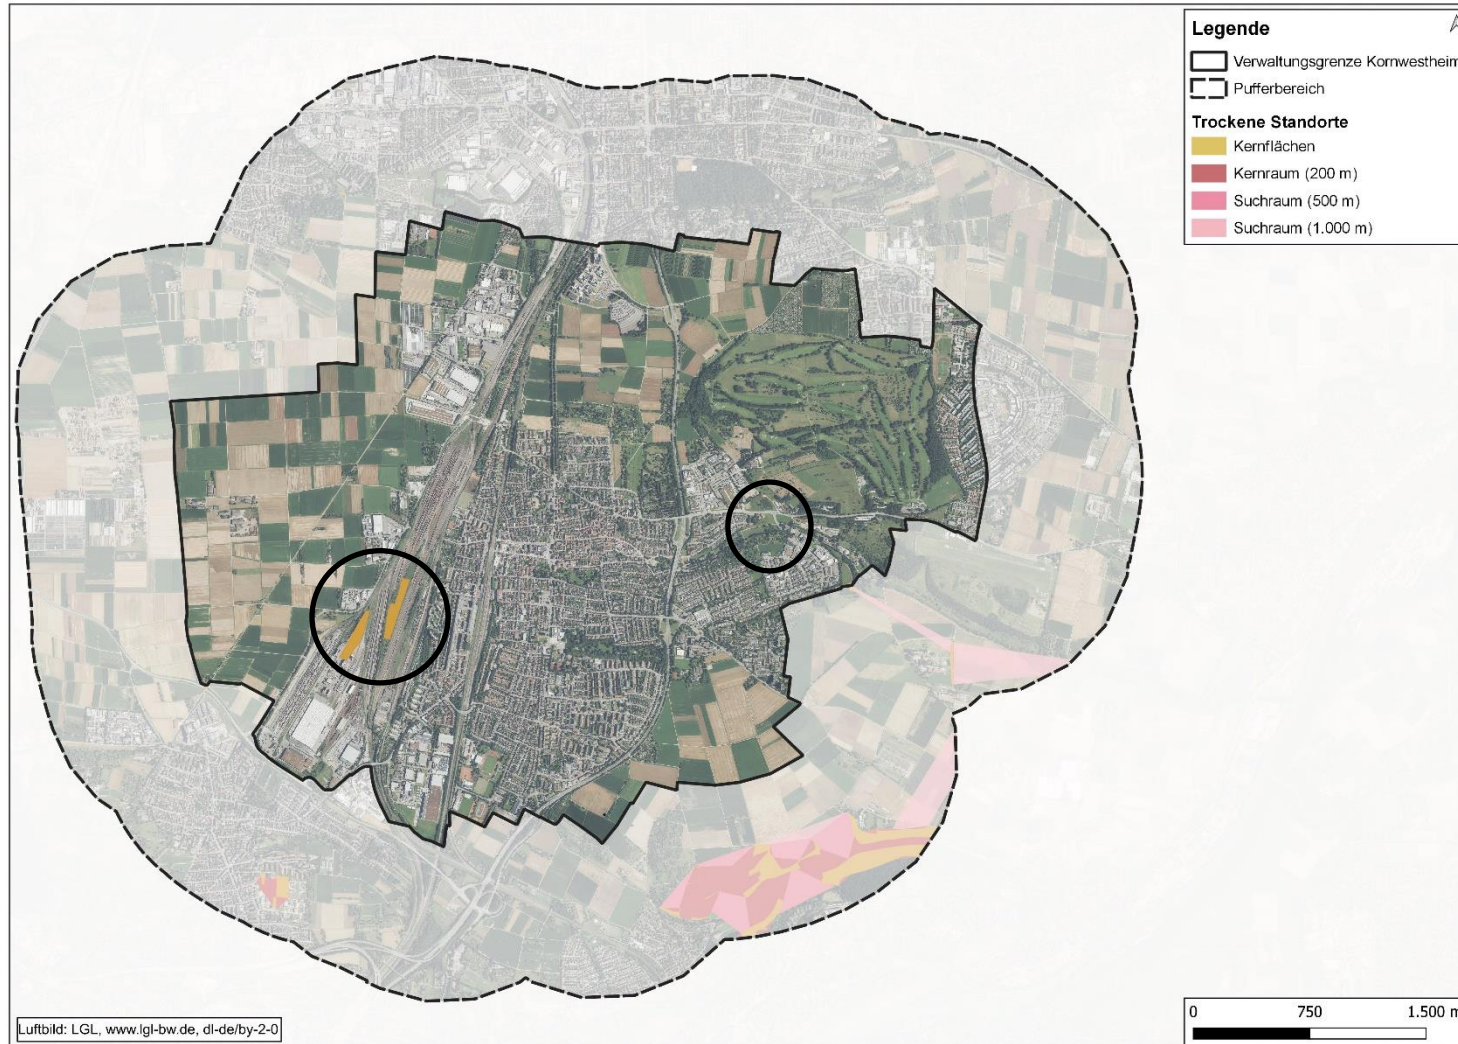 Legende
Verwaltungsgrenze Kornwestheim
Pufferbereich
Trockene Standorte
Kernflächen
Kernraum (200 m)
Suchraum (500 m)
Suchraum (1.000 m)
Luftbild: LGL, www.lgl-bw.de, dl-de/by-2-0
0 750 1.500 m